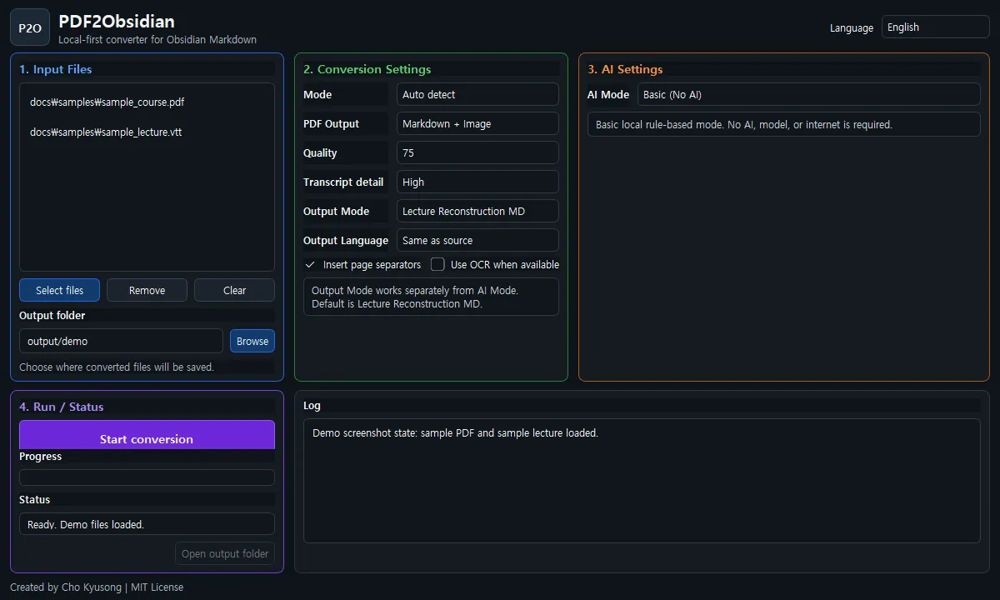 P2O
PDF2Obsidian
Local-first converter for Obsidian Markdown
Language English
1. Input Files
docs₩samples₩sample_course.pdf
docs₩samples₩sample_lecture.vtt
Select files Remove Clear
Output folder
output/demo Browse
Choose where converted files will be saved.
2. Conversion Settings
Mode Auto detect
PDF Output Markdown + Image
Quality 75
Transcript detail High
Output Mode Lecture Reconstruction MD
Output Language Same as source
Insert page separators Use OCR when available
Output Mode works separately from AI Mode.
Default is Lecture Reconstruction MD.
3. AI Settings
AI Mode Basic (No AI)
Basic local rule-based mode. No AI, model, or internet is required.
4. Run / Status
Start conversion
Progress
Status
Ready. Demo files loaded.
Open output folder
Log
Demo screenshot state: sample PDF and sample lecture loaded.
Created by Cho Kyusong | MIT License